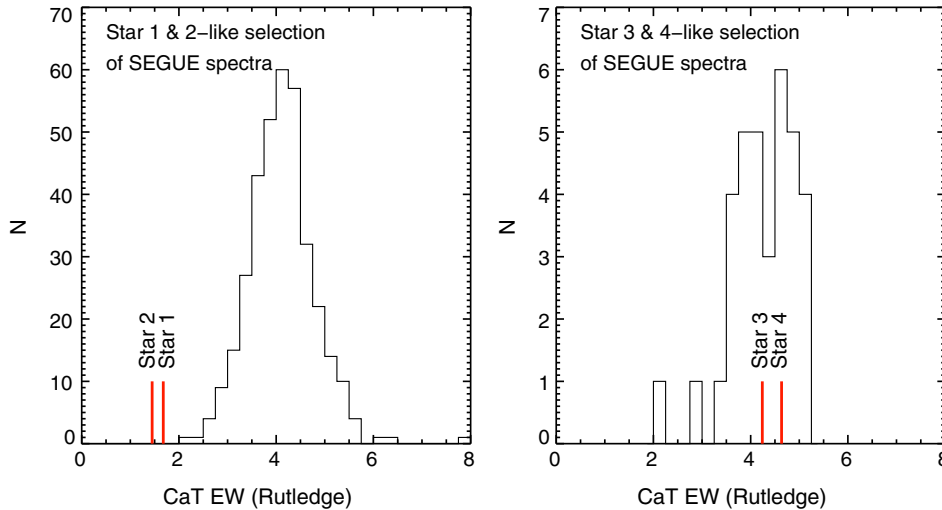 70
60
50
40
30
20
10
0
N
Star 1 & 2−like selection
of SEGUE spectra
Star 2
Star 1
0 2 4 6 8
CaT EW (Rutledge)
7
6
5
4
3
2
1
0
N
Star 3 & 4−like selection
of SEGUE spectra
Star 3
Star 4
0 2 4 6 8
CaT EW (Rutledge)